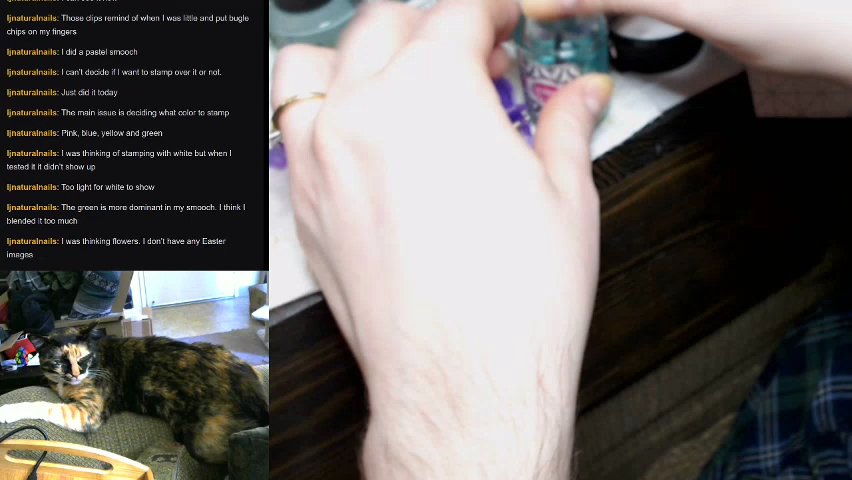 ljnaturalnails: Those clips remind of when I was little and put bugle
chips on my fingers
ljnaturalnails: I did a pastel smooch
ljnaturalnails: I can't decide if I want to stamp over it or not.
ljnaturalnails: Just did it today
ljnaturalnails: The main issue is deciding what color to stamp
ljnaturalnails: Pink, blue, yellow and green
ljnaturalnails: I was thinking of stamping with white but when I
tested it it didn't show up
ljnaturalnails: Too light for white to show
ljnaturalnails: The green is more dominant in my smooch. I think I
blended it too much
ljnaturalnails: I was thinking flowers. I don't have any Easter
images